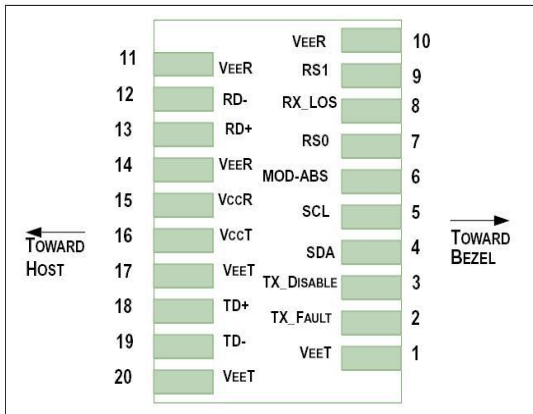 VEER 10
11 VEER
RS1 9
12 RD-
RX_LOS 8
13 RD+
RS0 7
14 VEER
MOD-ABS 6
15 VCCR
SCL 5
16 VCCT
TOWARD HOST
TOWARD BEZEL
SDA 4
17 VEET
TX_DISABLE 3
18 TD+
TX_FAULT 2
19 TD-
VEET 1
20 VEET